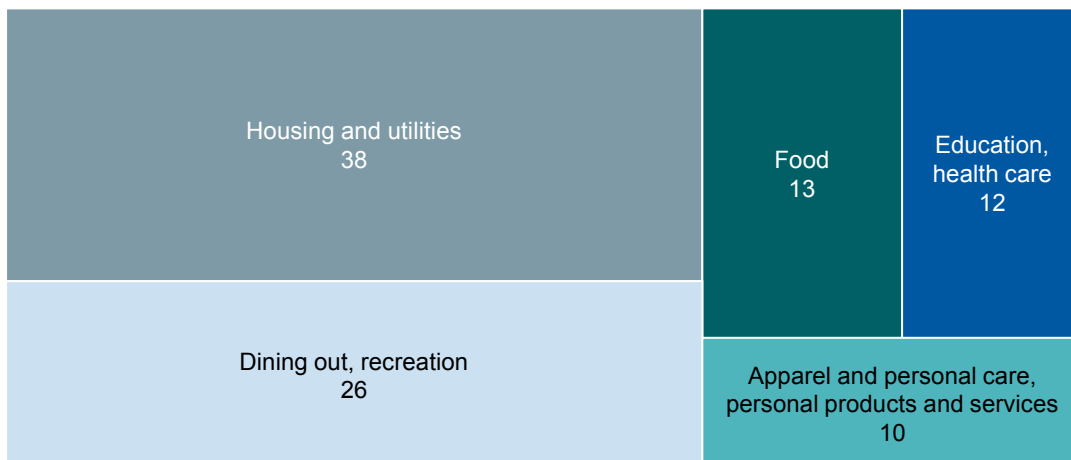 Housing and utilities
38
Dining out, recreation
26
Food
13
Education,
health care
12
Apparel and personal care,
personal products and services
10